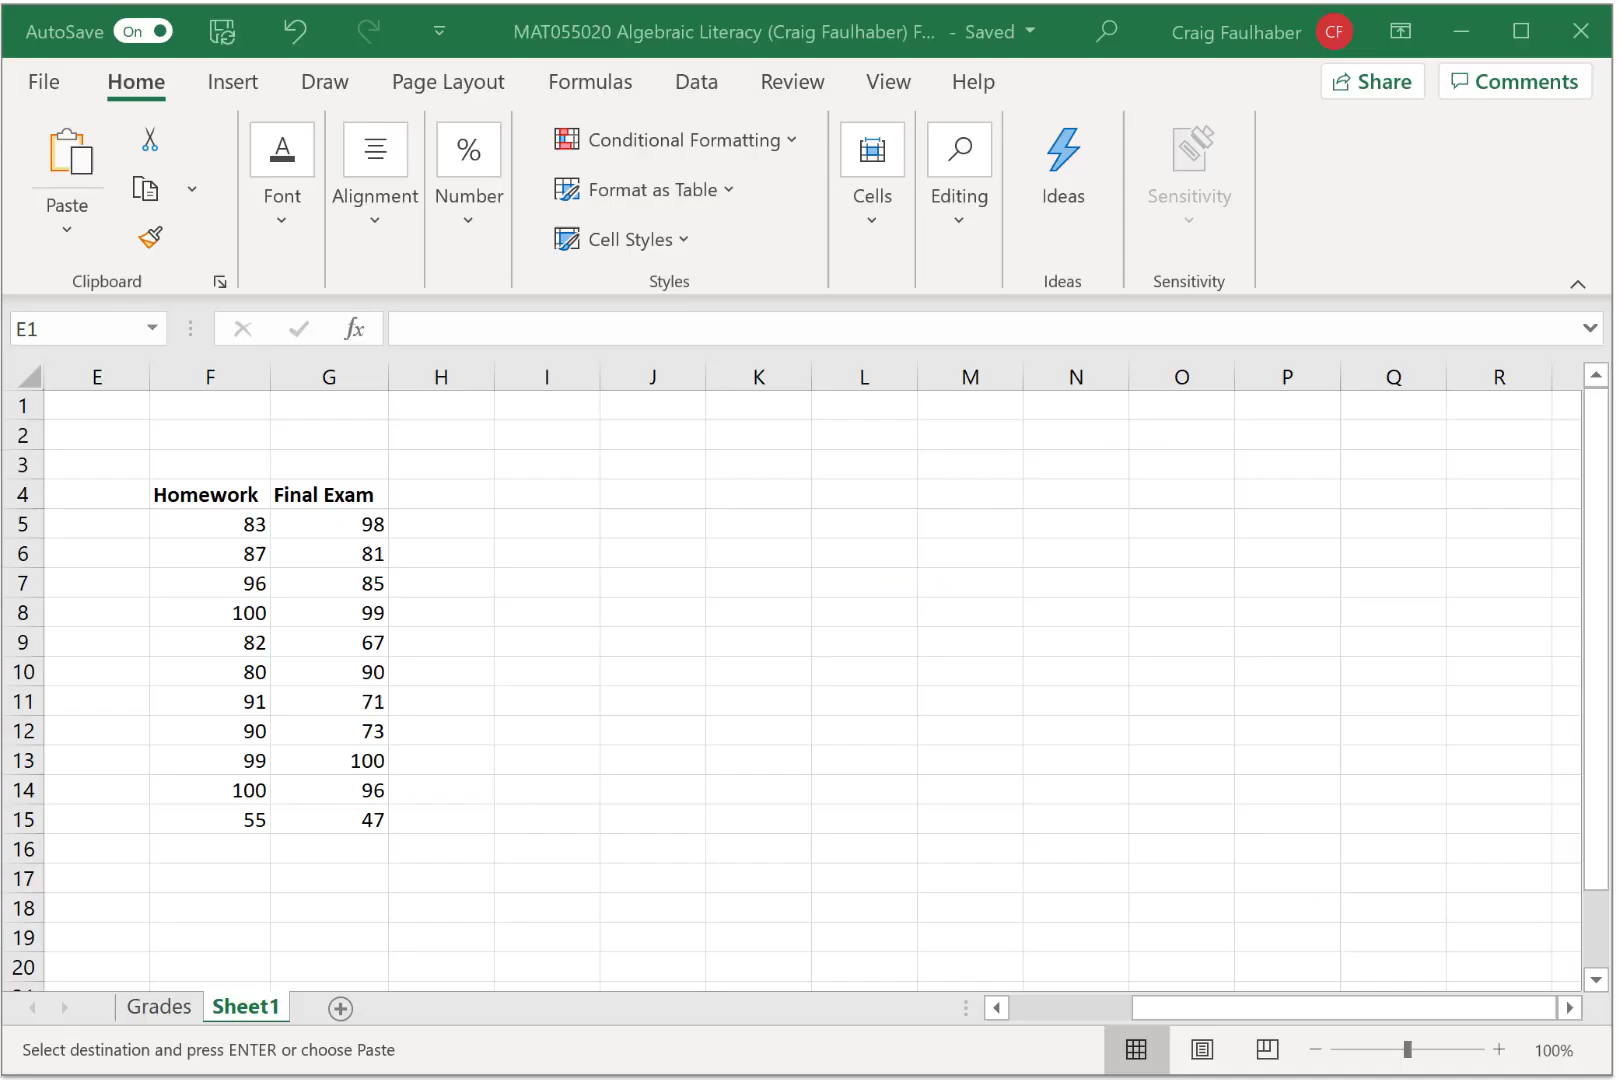 AutoSave On MAT055020 Algebraic Literacy (Craig Faulhaber) F... - Saved Craig Faulhaber CF
File Home Insert Draw Page Layout Formulas Data Review View Help Share Comments
Paste
Clipboard
A
Font
Alignment
%
Number
Conditional Formatting
Format as Table
Cell Styles
Styles
Cells
Editing
Ideas
Ideas
Sensitivity
Sensitivity
E1 fx
E F G H I J K L M N O P Q R
1
2
3
4 Homework Final Exam
5 83 98
6 87 81
7 96 85
8 100 99
9 82 67
10 80 90
11 91 71
12 90 73
13 99 100
14 100 96
15 55 47
16
17
18
19
20
Grades Sheet1
Select destination and press ENTER or choose Paste 100%